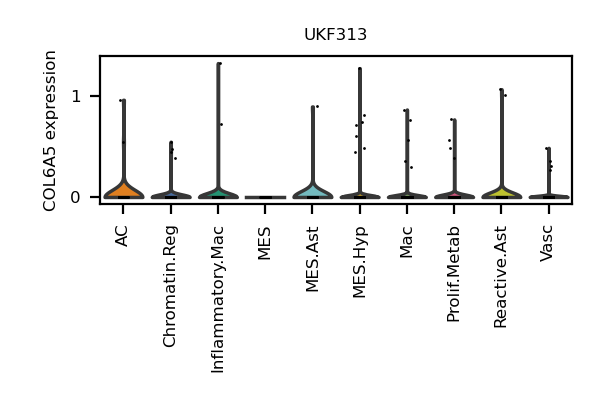 UKF313
COL6A5 expression
1
0
AC
Chromatin.Reg
Inflammatory.Mac
MES
MES.Ast
MES.Hyp
Mac
Prolif.Metab
Reactive.Ast
Vasc